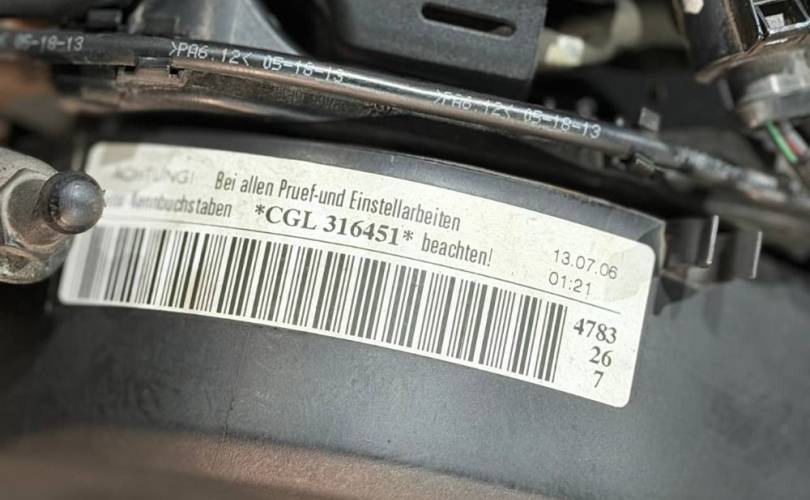 05-18-13
>PA6.12< 05-18-13
>PA6.12< 05-18-13
ACHTUNG! Bei allen Pruef-und Einstellarbeiten
Kennbuchstaben *CGL 316451* beachten!
13.07.06
01:21
4783
26
7